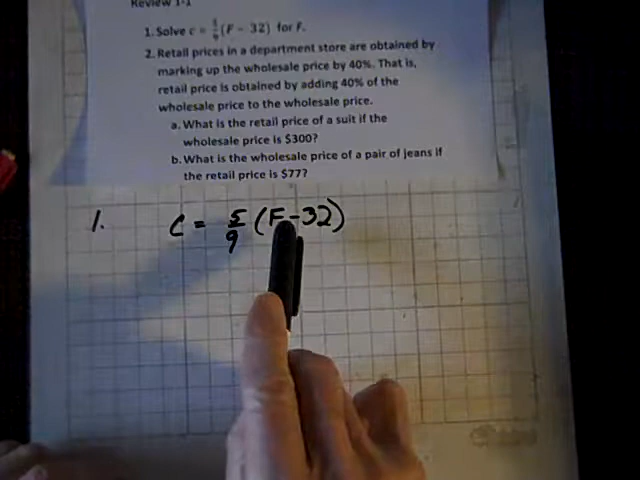 Review 1-1
1. Solve c = 5/9 (F − 32) for F.
2. Retail prices in a department store are obtained by
marking up the wholesale price by 40%. That is,
retail price is obtained by adding 40% of the
wholesale price to the wholesale price.
a. What is the retail price of a suit if the
wholesale price is $300?
b. What is the wholesale price of a pair of jeans if
the retail price is $77?
1. C = 5/9 (F-32)